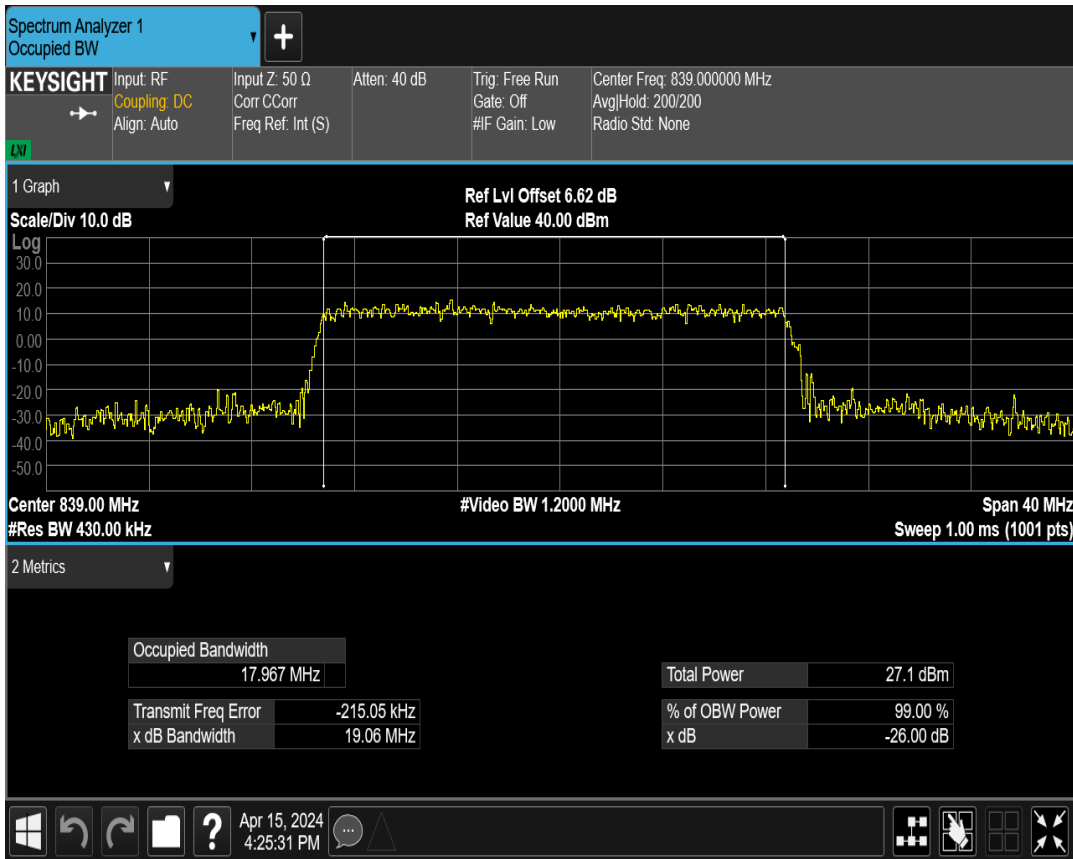 Spectrum Analyzer 1
Occupied BW
KEYSIGHT
LXI
Input: RF
Coupling: DC
Align: Auto
Input Z: 50 Ω
Corr CCorr
Freq Ref: Int (S)
Atten: 40 dB
Trig: Free Run
Gate: Off
#IF Gain: Low
Center Freq: 839.000000 MHz
Avg|Hold: 200/200
Radio Std: None
1 Graph
Scale/Div 10.0 dB
Ref Lvl Offset 6.62 dB
Ref Value 40.00 dBm
Log
30.0
20.0
10.0
0.00
-10.0
-20.0
-30.0
-40.0
-50.0
Center 839.00 MHz
#Res BW 430.00 kHz
#Video BW 1.2000 MHz
Span 40 MHz
Sweep 1.00 ms (1001 pts)
2 Metrics
Occupied Bandwidth
17.967 MHz
Transmit Freq Error -215.05 kHz
x dB Bandwidth 19.06 MHz
Total Power 27.1 dBm
% of OBW Power 99.00 %
x dB -26.00 dB
?
Apr 15, 2024
4:25:31 PM